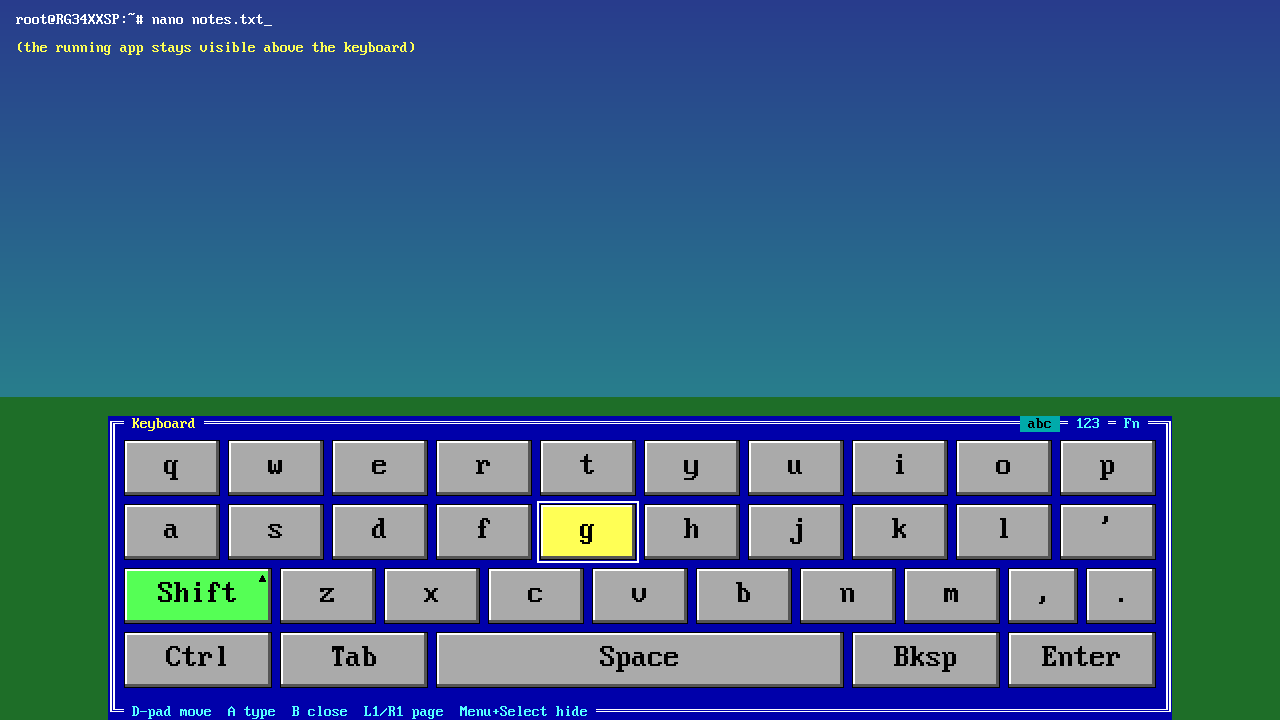 root@RG34XXSP:~# nano notes.txt_
(the running app stays visible above the keyboard)
Keyboard abc 123 Fn
q w e r t y u i o p
a s d f g h j k l '
Shift ▲ z x c v b n m , .
Ctrl Tab Space Bksp Enter
D-pad move A type B close L1/R1 page Menu+Select hide